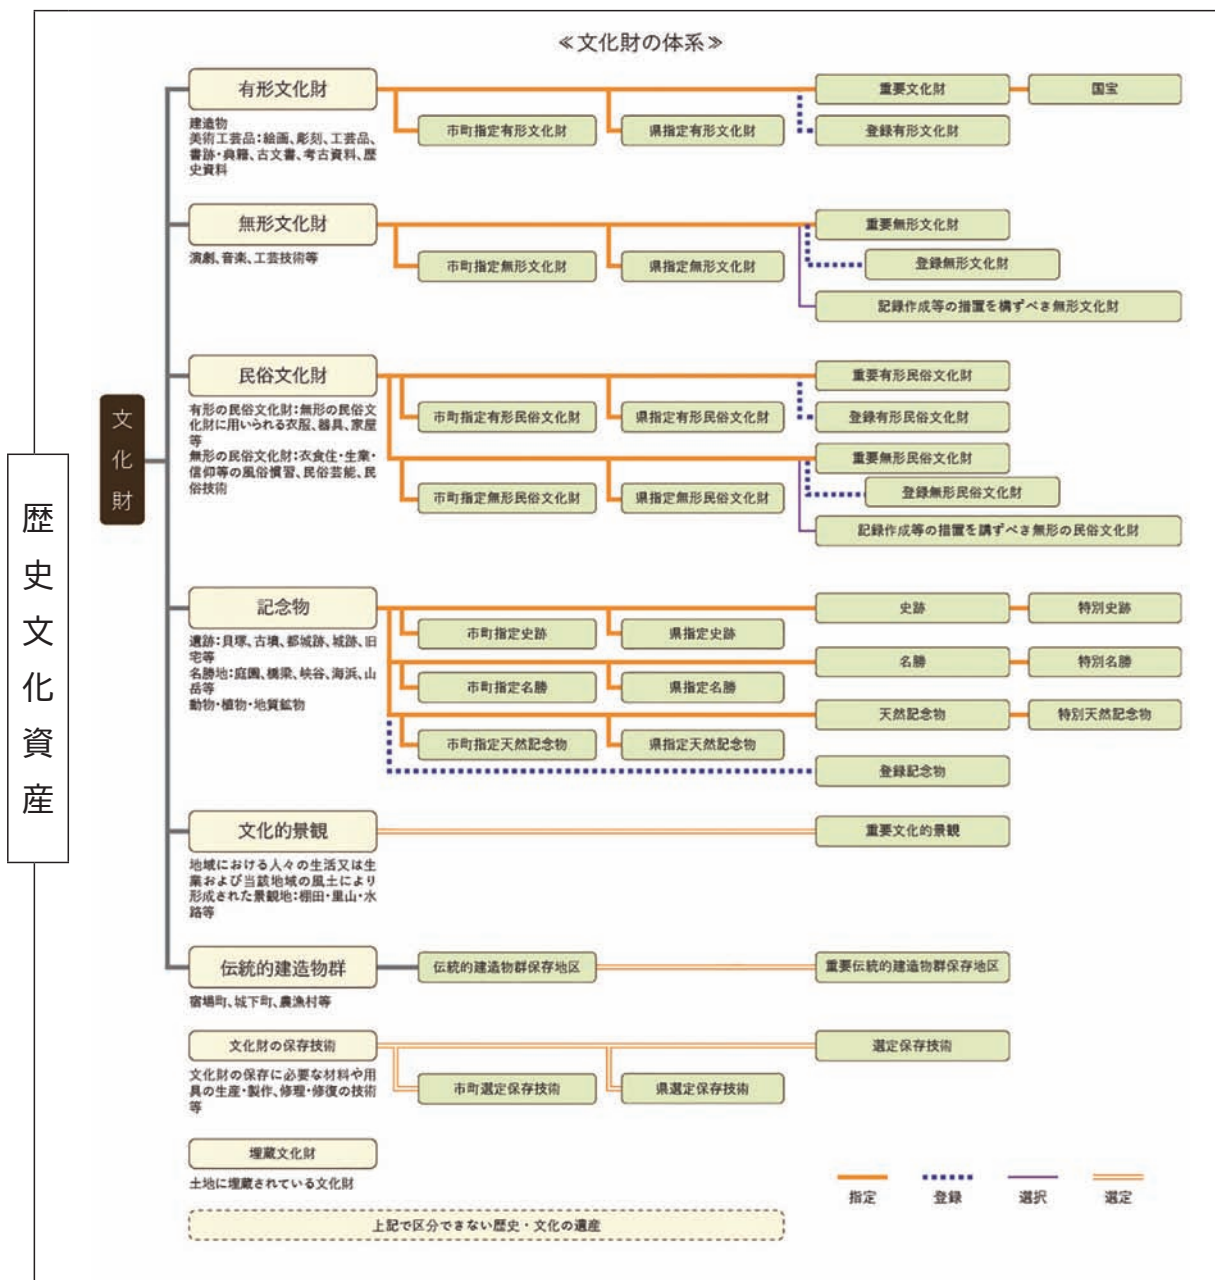 ≪文化財の体系≫
歴史文化資産
文化財
有形文化財
建造物
美術工芸品:絵画、彫刻、工芸品、
書跡・典籍、古文書、考古資料、歴
史資料
市町指定有形文化財
県指定有形文化財
重要文化財
国宝
登録有形文化財
無形文化財
演劇、音楽、工芸技術等
市町指定無形文化財
県指定無形文化財
重要無形文化財
登録無形文化財
記録作成等の措置を構ずべき無形文化財
民俗文化財
有形の民俗文化財:無形の民俗文
化財に用いられる衣服、器具、家屋
等
無形の民俗文化財:衣食住・生業・
信仰等の風俗慣習、民俗芸能、民
俗技術
市町指定有形民俗文化財
県指定有形民俗文化財
重要有形民俗文化財
登録有形民俗文化財
市町指定無形民俗文化財
県指定無形民俗文化財
重要無形民俗文化財
登録無形民俗文化財
記録作成等の措置を講ずべき無形の民俗文化財
記念物
遺跡:貝塚、古墳、都城跡、城跡、旧
宅等
名勝地:庭園、橋梁、峡谷、海浜、山
岳等
動物・植物・地質鉱物
市町指定史跡
県指定史跡
史跡
特別史跡
市町指定名勝
県指定名勝
名勝
特別名勝
市町指定天然記念物
県指定天然記念物
天然記念物
特別天然記念物
登録記念物
文化的景観
地域における人々の生活又は生
業および当該地域の風土により
形成された景観地:棚田・里山・水
路等
重要文化的景観
伝統的建造物群
宿場町、城下町、農漁村等
伝統的建造物群保存地区
重要伝統的建造物群保存地区
文化財の保存技術
文化財の保存に必要な材料や用
具の生産・製作、修理・修復の技術
等
市町選定保存技術
県選定保存技術
選定保存技術
埋蔵文化財
土地に埋蔵されている文化財
上記で区分できない歴史・文化の遺産
指定
登録
選択
選定